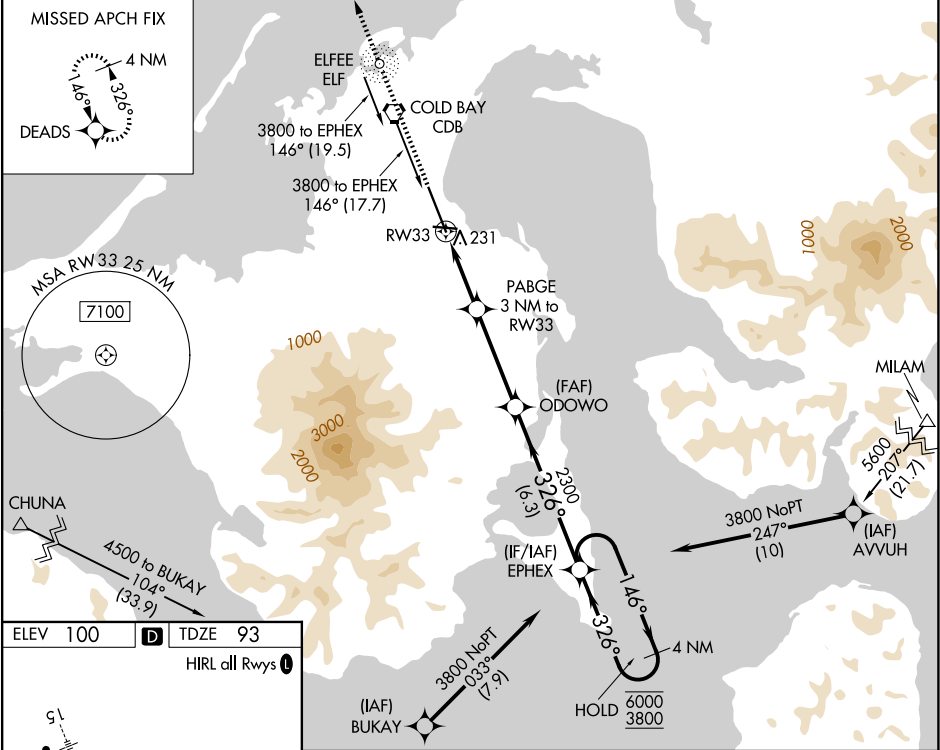 MISSED APCH FIX
4 NM
146°
326°
DEADS
ELFEE
ELF
COLD BAY
CDB
3800 to EPHEX
146° (19.5)
3800 to EPHEX
146° (17.7)
RW33
231
MSA RW33 25 NM
7100
PABGE
3 NM to
RW33
1000
2000
1000
3000
2000
(FAF)
ODOWO
MILAM
5600
207°
(21.7)
2300
326°
(6.3)
CHUNA
4500 to BUKAY
104°
(33.9)
3800 NoPT
247°
(10)
(IAF)
AVVUH
(IF/IAF)
EPHEX
146°
326°
4 NM
HOLD
6000
3800
3800 NoPT
033°
(7.9)
(IAF)
BUKAY
ELEV 100 D TDZE 93
HIRL all Rwys L
15